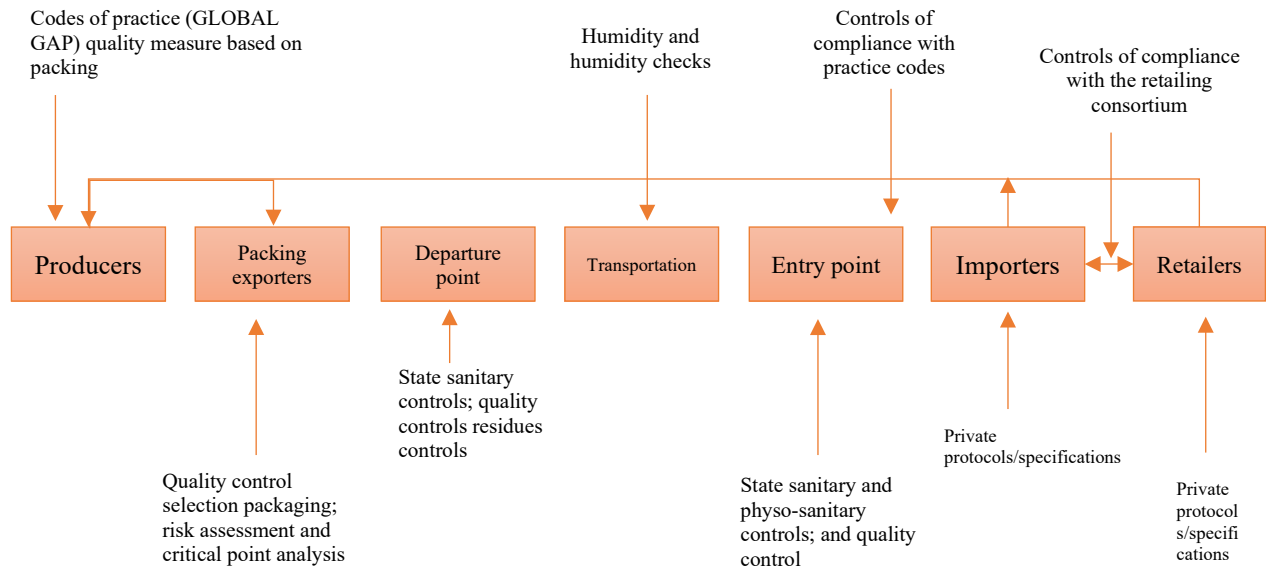 Codes of practice (GLOBAL
GAP) quality measure based on
packing
Humidity and
humidity checks
Controls of
compliance with
practice codes
Controls of compliance
with the retailing
consortium
Producers
Packing
exporters
Departure
point
Transportation
Entry point
Importers
Retailers
State sanitary
controls; quality
controls residues
controls
Quality control
selection packaging;
risk assessment and
critical point analysis
State sanitary and
physo-sanitary
controls; and quality
control
Private
protocols/specifications
Private
protocol
s/specifi
cations